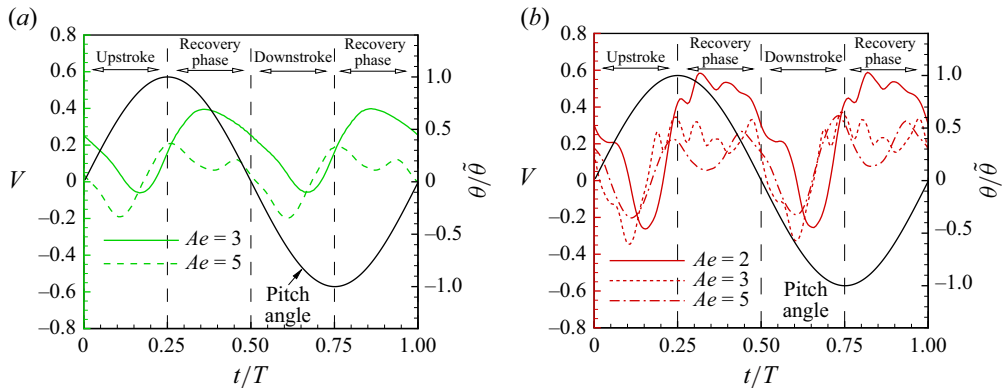 (a)
0.8
0.6
0.4
0.2
0
–0.2
–0.4
–0.6
–0.8
V
Upstroke
Recovery phase
Downstroke
Recovery phase
1.0
0.5
0
–0.5
–1.0
θ/θ̃
Ae = 3
Ae = 5
Pitch angle
0
0.25
0.50
0.75
1.00
t/T
(b)
0.8
0.6
0.4
0.2
0
–0.2
–0.4
–0.6
–0.8
V
Upstroke
Recovery phase
Downstroke
Recovery phase
1.0
0.5
0
–0.5
–1.0
θ/θ̃
Ae = 2
Ae = 3
Ae = 5
Pitch angle
0
0.25
0.50
0.75
1.00
t/T